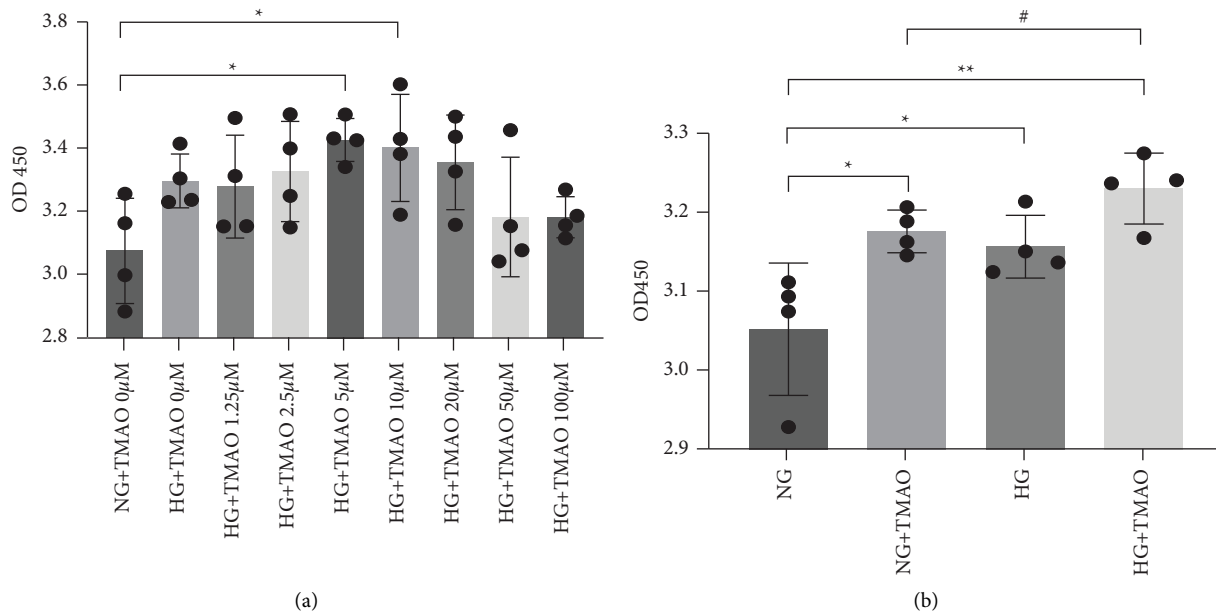 *
*
3.8
3.6
3.4
3.2
3.0
2.8
OD 450
NG+TMAO 0µM
HG+TMAO 0µM
HG+TMAO 1.25µM
HG+TMAO 2.5µM
HG+TMAO 5µM
HG+TMAO 10µM
HG+TMAO 20µM
HG+TMAO 50µM
HG+TMAO 100µM
(a)
#
**
*
*
3.3
3.2
3.1
3.0
2.9
OD450
NG
NG+TMAO
HG
HG+TMAO
(b)